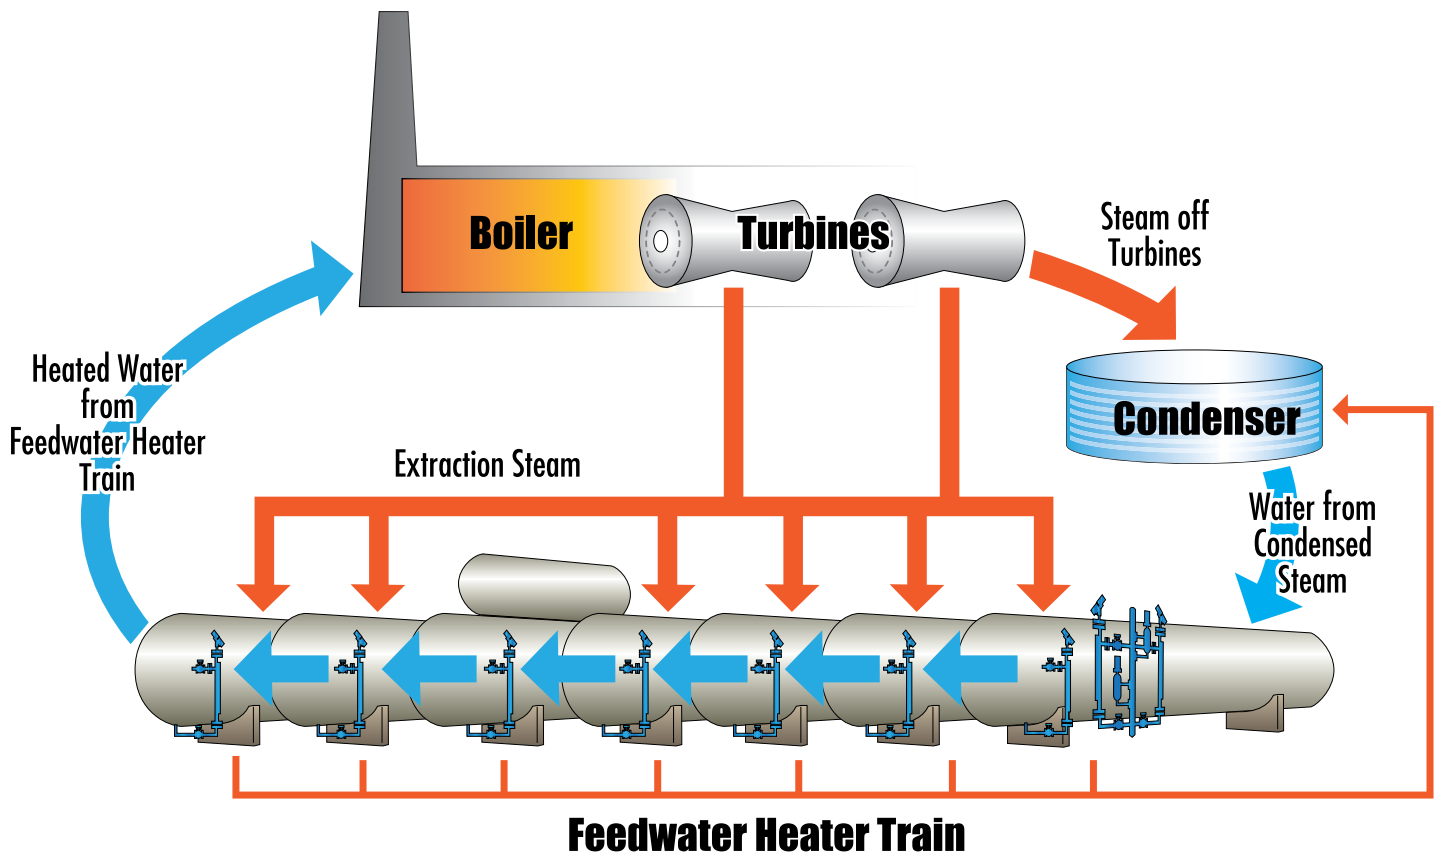 Boiler
Turbines
Steam off
Turbines
Heated Water
from
Feedwater Heater
Train
Condenser
Extraction Steam
Water from
Condensed
Steam
Feedwater Heater Train